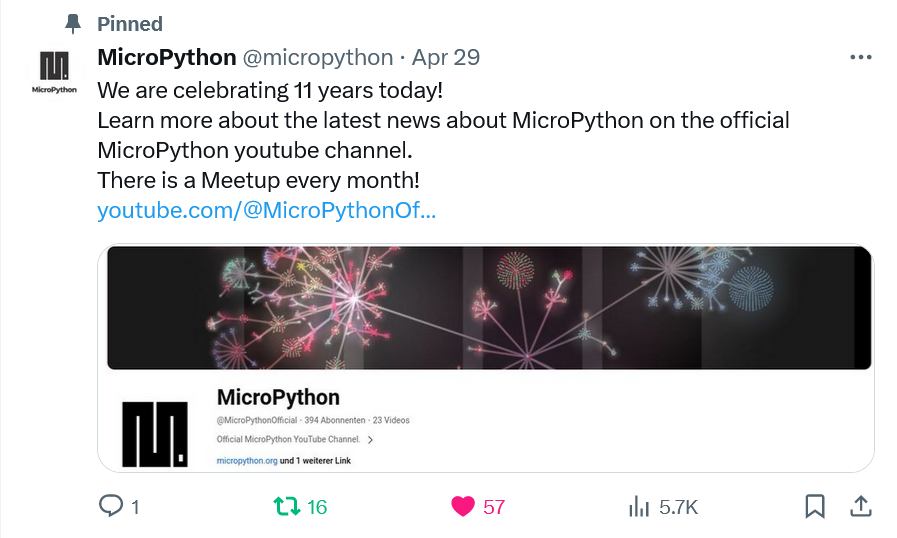 Pinned
MicroPython @micropython · Apr 29
MicroPython
We are celebrating 11 years today!
Learn more about the latest news about MicroPython on the official
MicroPython youtube channel.
There is a Meetup every month!
youtube.com/@MicroPythonOf...
MicroPython
@MicroPythonOfficial · 394 Abonnenten · 23 Videos
Official MicroPython YouTube Channel. >
micropython.org und 1 weiterer Link
1 16 57 5.7K